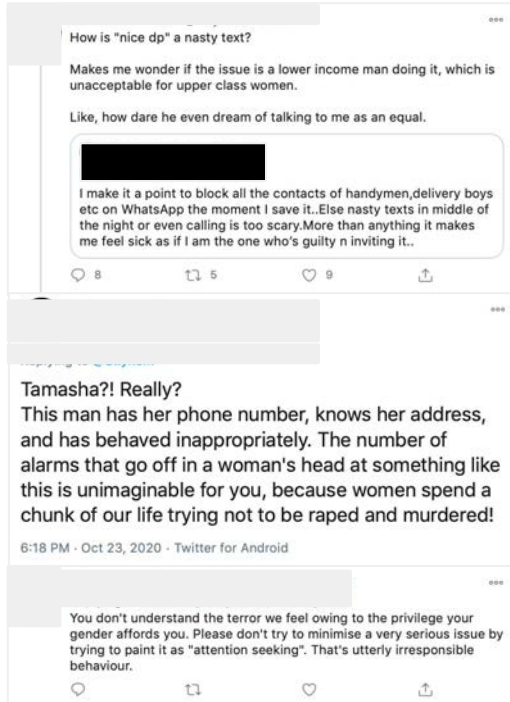 How is "nice dp" a nasty text?
Makes me wonder if the issue is a lower income man doing it, which is
unacceptable for upper class women.
Like, how dare he even dream of talking to me as an equal.
I make it a point to block all the contacts of handymen,delivery boys
etc on WhatsApp the moment I save it..Else nasty texts in middle of
the night or even calling is too scary.More than anything it makes
me feel sick as if I am the one who's guilty n inviting it..
8 5 9
Tamasha?! Really?
This man has her phone number, knows her address,
and has behaved inappropriately. The number of
alarms that go off in a woman's head at something like
this is unimaginable for you, because women spend a
chunk of our life trying not to be raped and murdered!
6:18 PM · Oct 23, 2020 · Twitter for Android
You don't understand the terror we feel owing to the privilege your
gender affords you. Please don't try to minimise a very serious issue by
trying to paint it as "attention seeking". That's utterly irresponsible
behaviour.